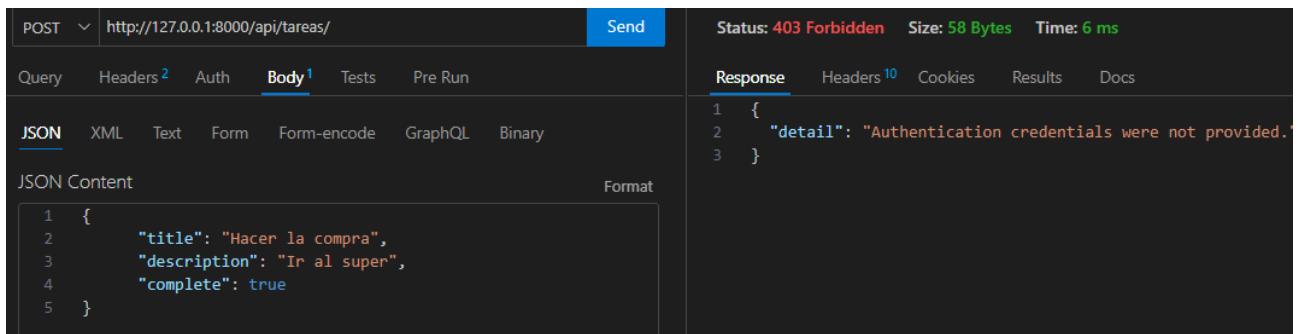 POST http://127.0.0.1:8000/api/tareas/ Send
Query Headers 2 Auth Body 1 Tests Pre Run
JSON XML Text Form Form-encode GraphQL Binary
JSON Content Format
1 {
2 "title": "Hacer la compra",
3 "description": "Ir al super",
4 "complete": true
5 }
Status: 403 Forbidden Size: 58 Bytes Time: 6 ms
Response Headers 10 Cookies Results Docs
1 {
2 "detail": "Authentication credentials were not provided."
3 }